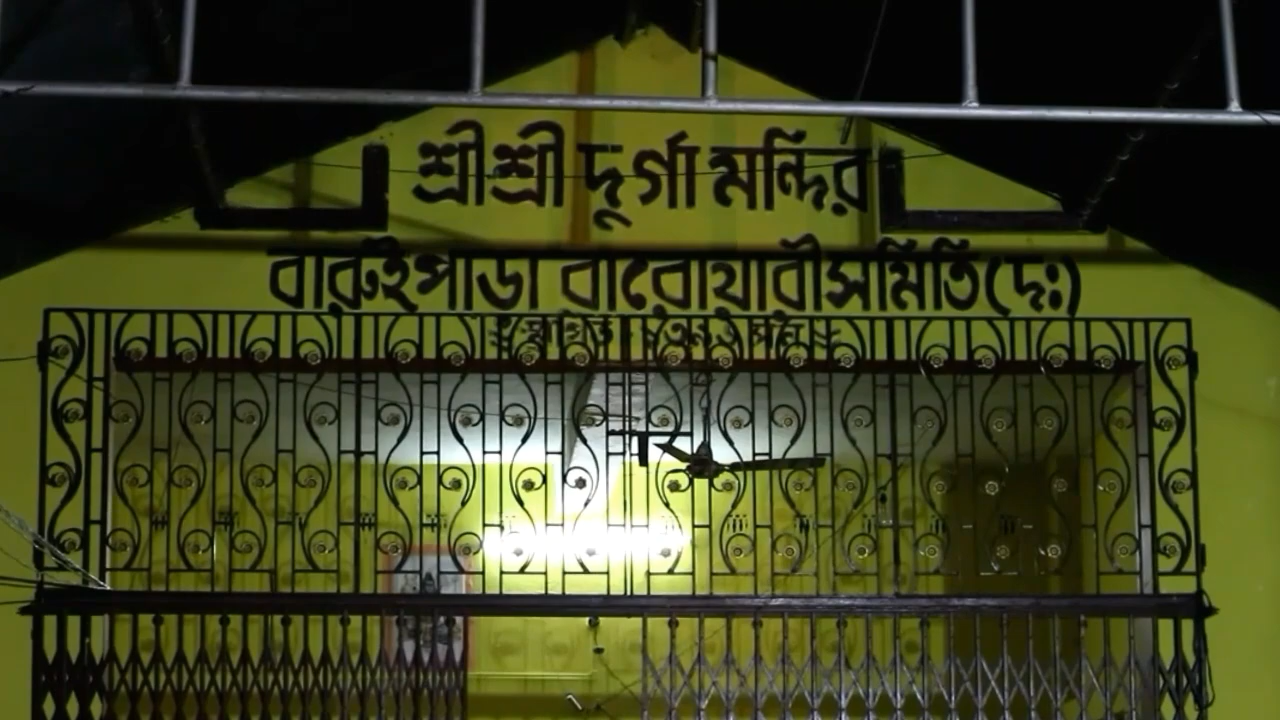 শ্রীশ্রী দূর্গা মন্দির
বারুইপাড়া বারোয়ারীসমিতি(দঃ)
স্থাপিত